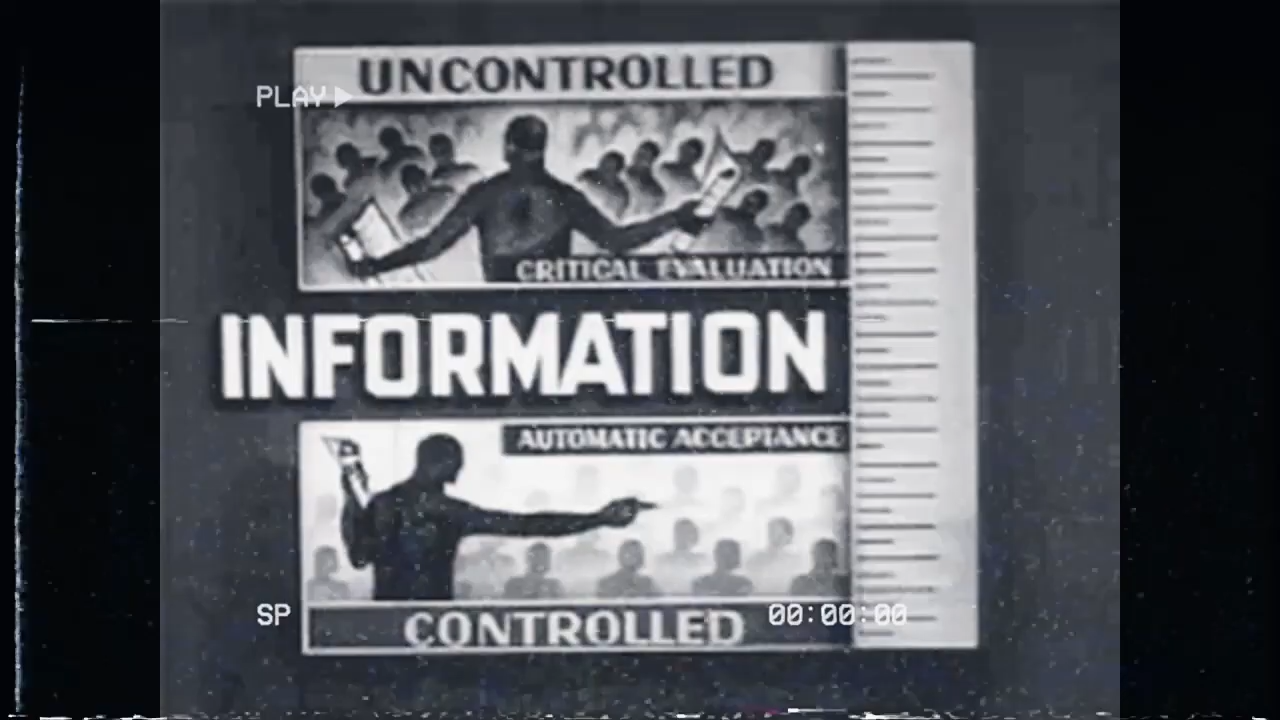 UNCONTROLLED
PLAY
CRITICAL EVALUATION
INFORMATION
AUTOMATIC ACCEPTANCE
SP
00:00:00
CONTROLLED